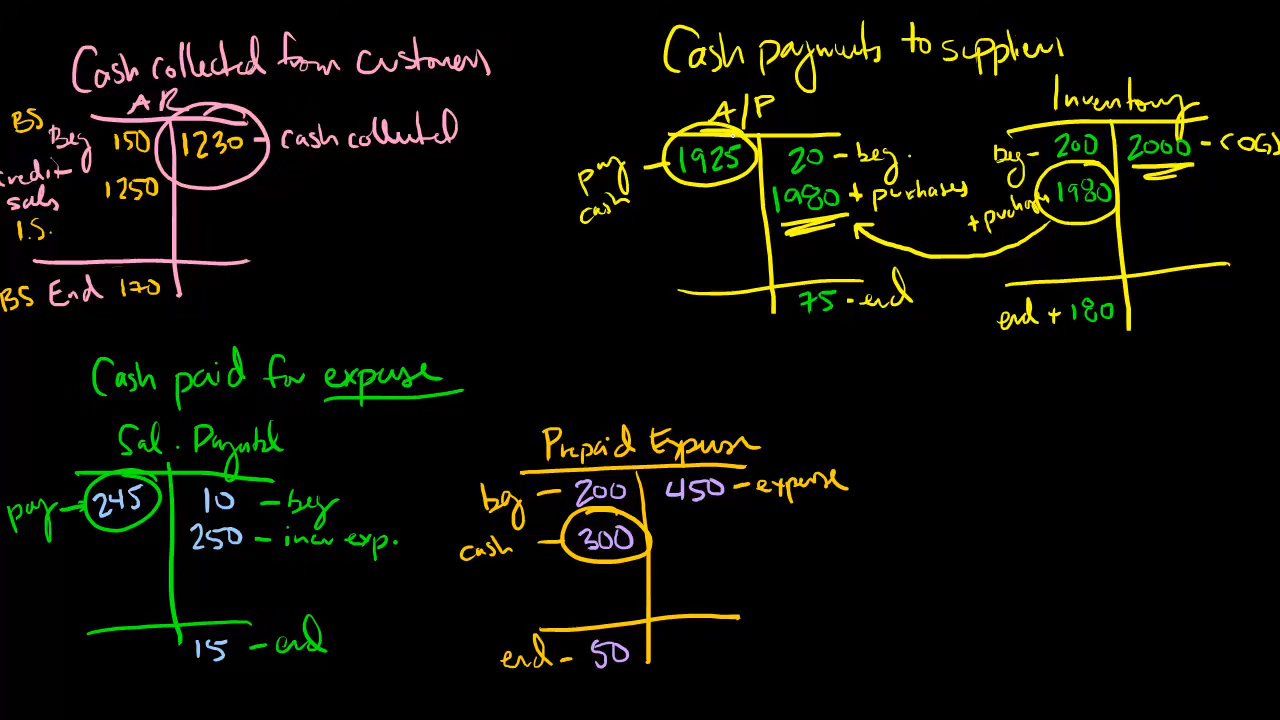 Cash collected from customers
AR
BS
Beg 150 1230 - cash collected
credit sales 1250
I.S.
BS End 170
Cash payments to suppliers
A/P
1925 20 - beg.
pay cash
1980 + purchases
75 - end
Inventory
beg - 200 2000 - COGS
+ purchases 1980
end + 180
Cash paid for expense
Sal. Payable
pay 245 10 - beg
250 - incr exp.
15 - end
Prepaid Expense
beg - 200 450 - expense
cash - 300
end - 50